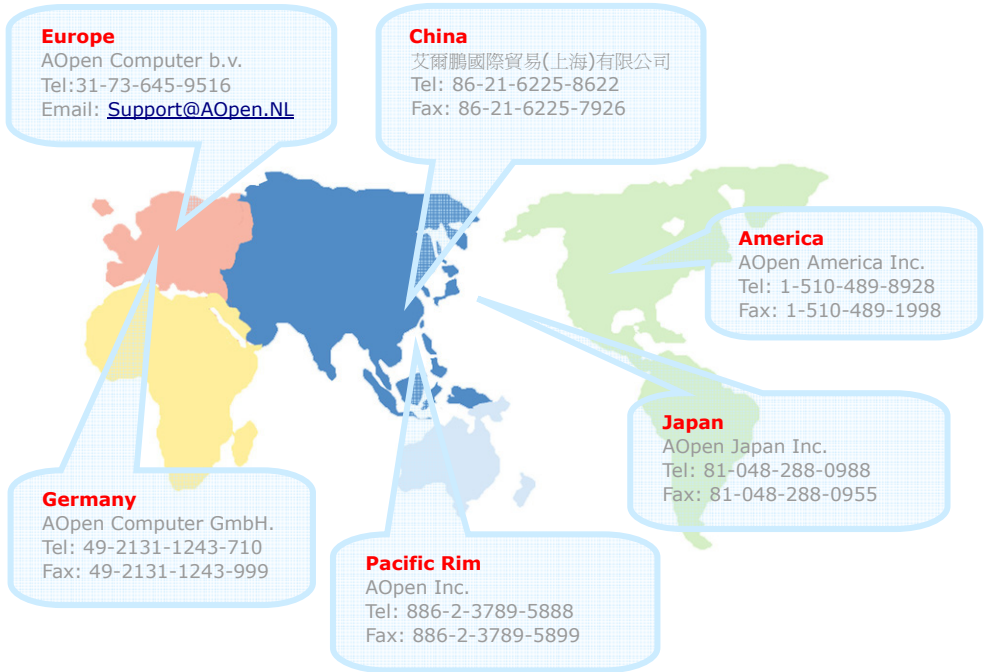 Europe
AOpen Computer b.v.
Tel:31-73-645-9516
Email: Support@AOpen.NL
China
艾爾鵬國際貿易(上海)有限公司
Tel: 86-21-6225-8622
Fax: 86-21-6225-7926
America
AOpen America Inc.
Tel: 1-510-489-8928
Fax: 1-510-489-1998
Japan
AOpen Japan Inc.
Tel: 81-048-288-0988
Fax: 81-048-288-0955
Germany
AOpen Computer GmbH.
Tel: 49-2131-1243-710
Fax: 49-2131-1243-999
Pacific Rim
AOpen Inc.
Tel: 886-2-3789-5888
Fax: 886-2-3789-5899